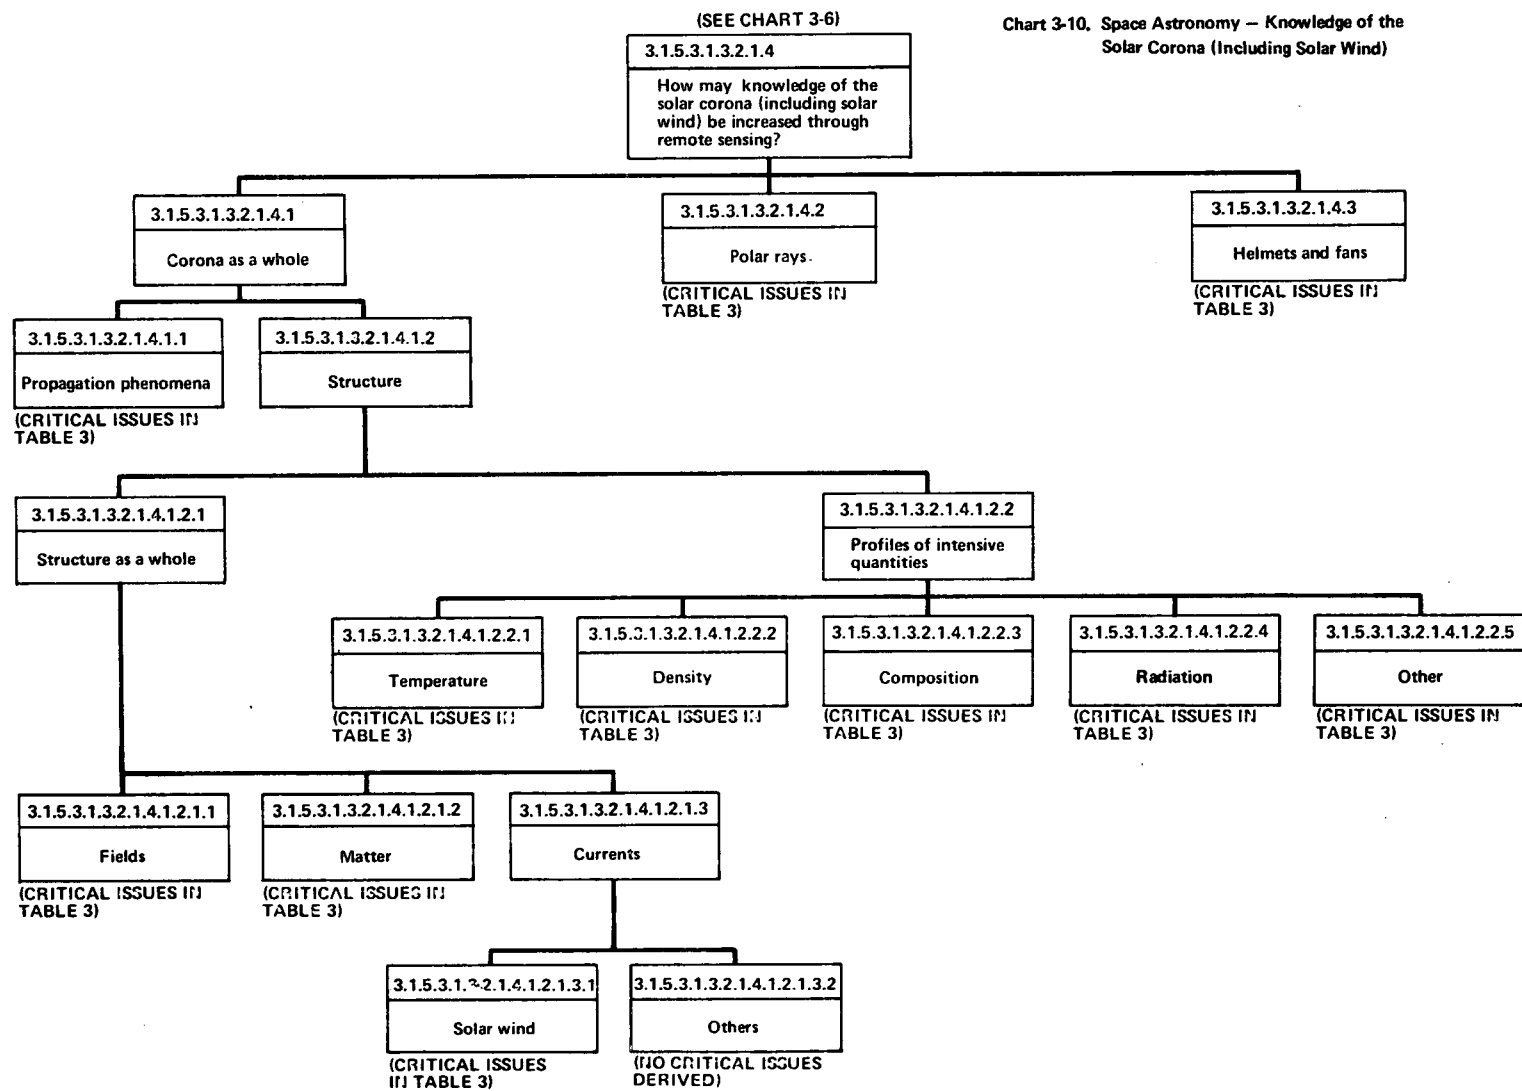 (SEE CHART 3-6)
Chart 3-10. Space Astronomy — Knowledge of the
Solar Corona (Including Solar Wind)
3.1.5.3.1.3.2.1.4
How may knowledge of the
solar corona (including solar
wind) be increased through
remote sensing?
3.1.5.3.1.3.2.1.4.1
Corona as a whole
3.1.5.3.1.3.2.1.4.2
Polar rays.
(CRITICAL ISSUES IN
TABLE 3)
3.1.5.3.1.3.2.1.4.3
Helmets and fans
(CRITICAL ISSUES IN
TABLE 3)
3.1.5.3.1.3.2.1.4.1.1
Propagation phenomena
(CRITICAL ISSUES IN
TABLE 3)
3.1.5.3.1.3.2.1.4.1.2
Structure
3.1.5.3.1.3.2.1.4.1.2.1
Structure as a whole
3.1.5.3.1.3.2.1.4.1.2.2
Profiles of intensive
quantities
3.1.5.3.1.3.2.1.4.1.2.2.1
Temperature
(CRITICAL ISSUES IN
TABLE 3)
3.1.5.3.1.3.2.1.4.1.2.2.2
Density
(CRITICAL ISSUES IN
TABLE 3)
3.1.5.3.1.3.2.1.4.1.2.2.3
Composition
(CRITICAL ISSUES IN
TABLE 3)
3.1.5.3.1.3.2.1.4.1.2.2.4
Radiation
(CRITICAL ISSUES IN
TABLE 3)
3.1.5.3.1.3.2.1.4.1.2.2.5
Other
(CRITICAL ISSUES IN
TABLE 3)
3.1.5.3.1.3.2.1.4.1.2.1.1
Fields
(CRITICAL ISSUES IN
TABLE 3)
3.1.5.3.1.3.2.1.4.1.2.1.2
Matter
(CRITICAL ISSUES IN
TABLE 3)
3.1.5.3.1.3.2.1.4.1.2.1.3
Currents
3.1.5.3.1.3.2.1.4.1.2.1.3.1
Solar wind
(CRITICAL ISSUES
IN TABLE 3)
3.1.5.3.1.3.2.1.4.1.2.1.3.2
Others
(NO CRITICAL ISSUES
DERIVED)